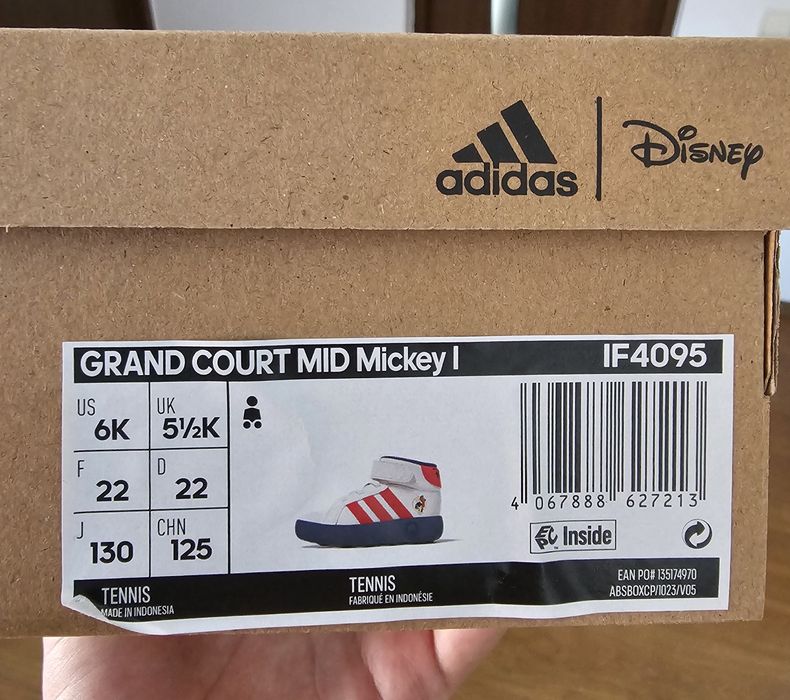 adidas
Disney
GRAND COURT MID Mickey I IF4095
US 6K UK 5½K
F 22 D 22
J 130 CHN 125
4 067888 627213
EPC™ Inside
TENNIS
MADE IN INDONESIA
TENNIS
FABRIQUÉ EN INDONÉSIE
EAN PO# 135174970
ABSBOXCP/1023/V05